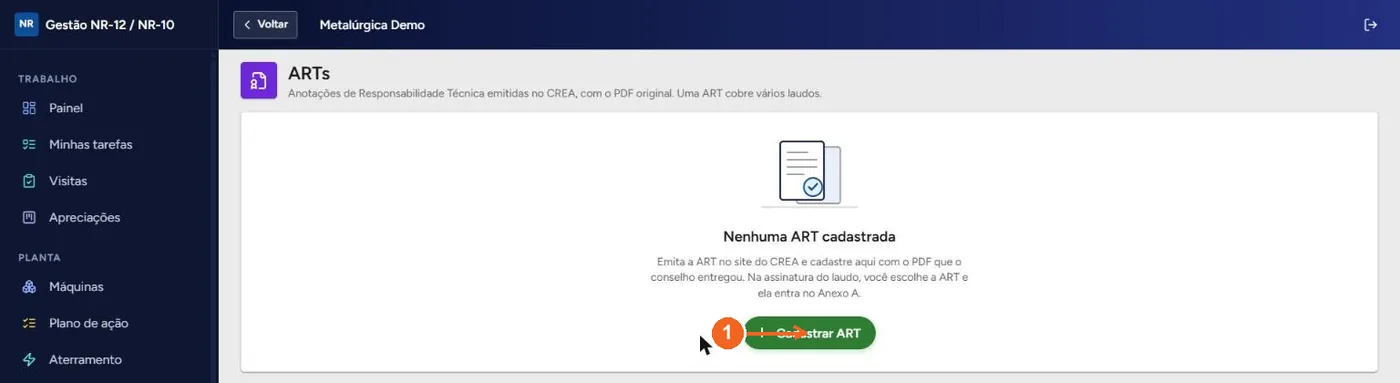 NR Gestão NR-12 / NR-10
Voltar
Metalúrgica Demo
TRABALHO
Painel
Minhas tarefas
Visitas
Apreciações
PLANTA
Máquinas
Plano de ação
Aterramento
ARTs
Anotações de Responsabilidade Técnica emitidas no CREA, com o PDF original. Uma ART cobre vários laudos.
Nenhuma ART cadastrada
Emita a ART no site do CREA e cadastre aqui com o PDF que o
conselho entregou. Na assinatura do laudo, você escolhe a ART e
ela entra no Anexo A.
1
Cadastrar ART